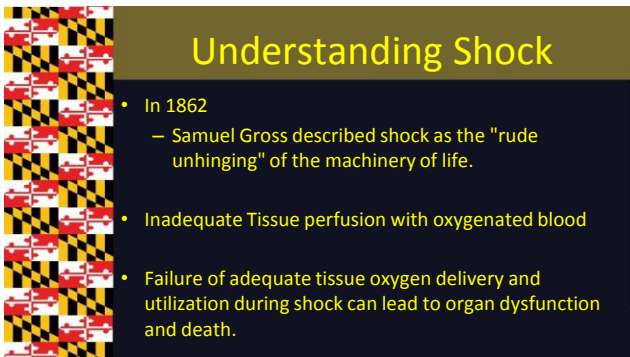 Understanding Shock
• In 1862
– Samuel Gross described shock as the "rude
unhinging" of the machinery of life.
• Inadequate Tissue perfusion with oxygenated blood
• Failure of adequate tissue oxygen delivery and
utilization during shock can lead to organ dysfunction
and death.